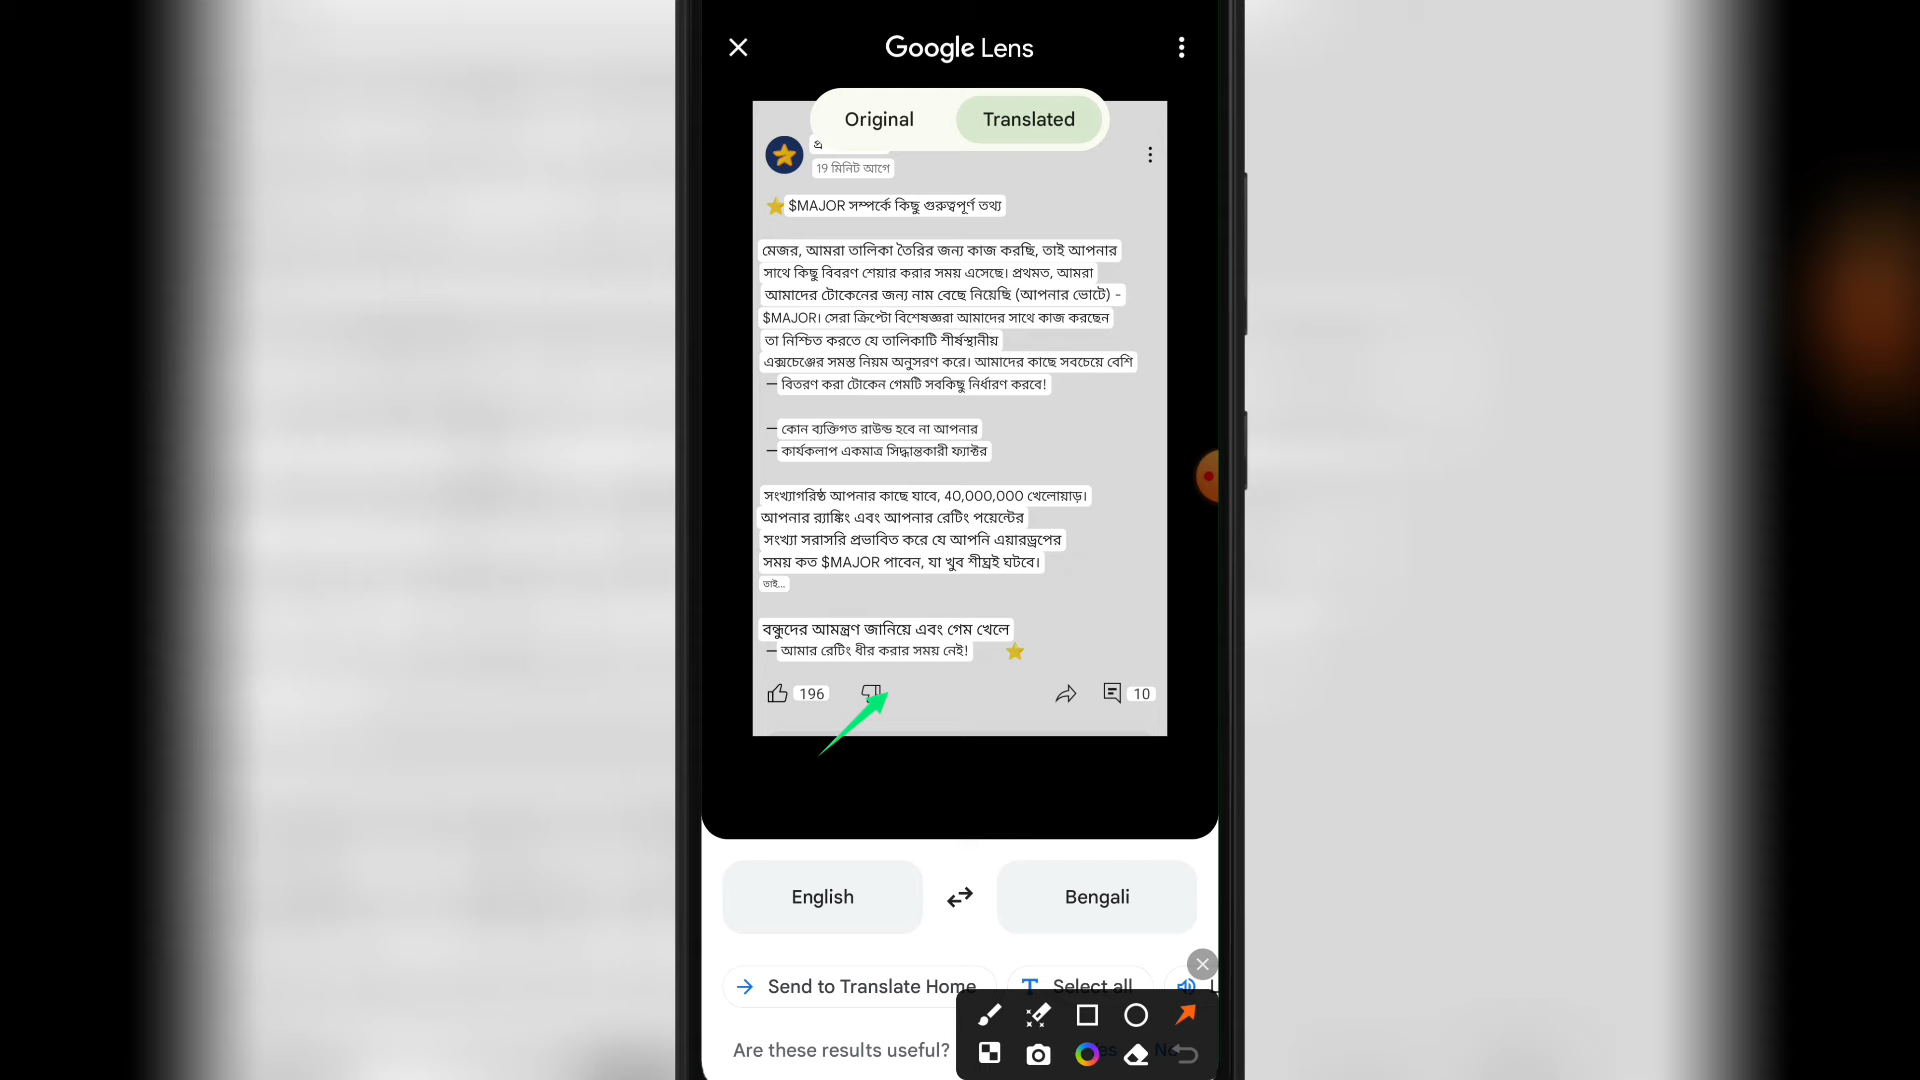 Google Lens
Original
Translated
19 মিনিট আগে
$MAJOR সম্পর্কে কিছু গুরুত্বপূর্ণ তথ্য
মেজর, আমরা তালিকা তৈরির জন্য কাজ করছি, তাই আপনার
সাথে কিছু বিবরণ শেয়ার করার সময় এসেছে। প্রথমত, আমরা
আমাদের টোকেনের জন্য নাম বেছে নিয়েছি (আপনার ভোটে) -
$MAJOR। সেরা ক্রিপ্টো বিশেষজ্ঞরা আমাদের সাথে কাজ করছেন
তা নিশ্চিত করতে যে তালিকাটি শীর্ষস্থানীয়
এক্সচেঞ্জের সমস্ত নিয়ম অনুসরণ করে। আমাদের কাছে সবচেয়ে বেশি
— বিতরণ করা টোকেন গেমটি সবকিছু নির্ধারণ করবে!
— কোন ব্যক্তিগত রাউন্ড হবে না আপনার
— কার্যকলাপ একমাত্র সিদ্ধান্তকারী ফ্যাক্টর
সংখ্যাগরিষ্ঠ আপনার কাছে যাবে, 40,000,000 খেলোয়াড়।
আপনার র‍্যাঙ্কিং এবং আপনার রেটিং পয়েন্টের
সংখ্যা সরাসরি প্রভাবিত করে যে আপনি এয়ারড্রপের
সময় কত $MAJOR পাবেন, যা খুব শীঘ্রই ঘটবে।
তাই...
বন্ধুদের আমন্ত্রণ জানিয়ে এবং গেম খেলে
— আমার রেটিং ধীর করার সময় নেই!
196
10
English
Bengali
Send to Translate Home
Select all
Are these results useful?